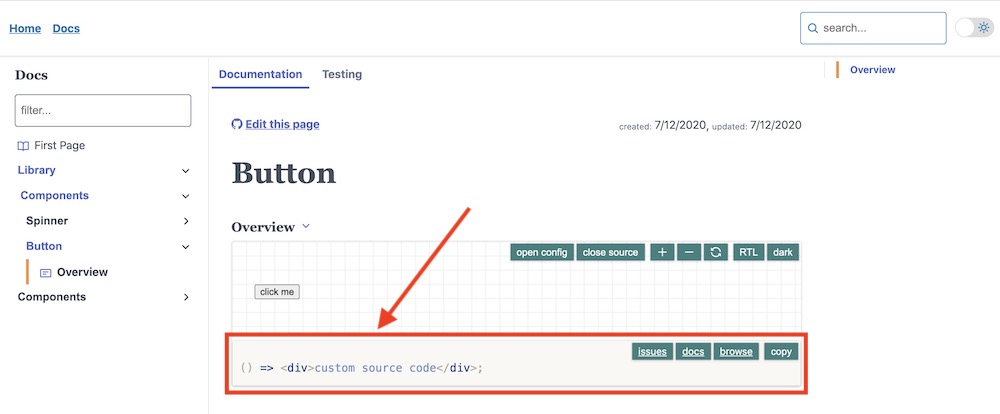 Home Docs
search...
Docs
filter...
First Page
Library
Components
Spinner
Button
Overview
Components
Documentation Testing
Edit this page
created: 7/12/2020, updated: 7/12/2020
Button
Overview
open config close source + − RTL dark
click me
issues docs browse copy
() => <div>custom source code</div>;
Overview